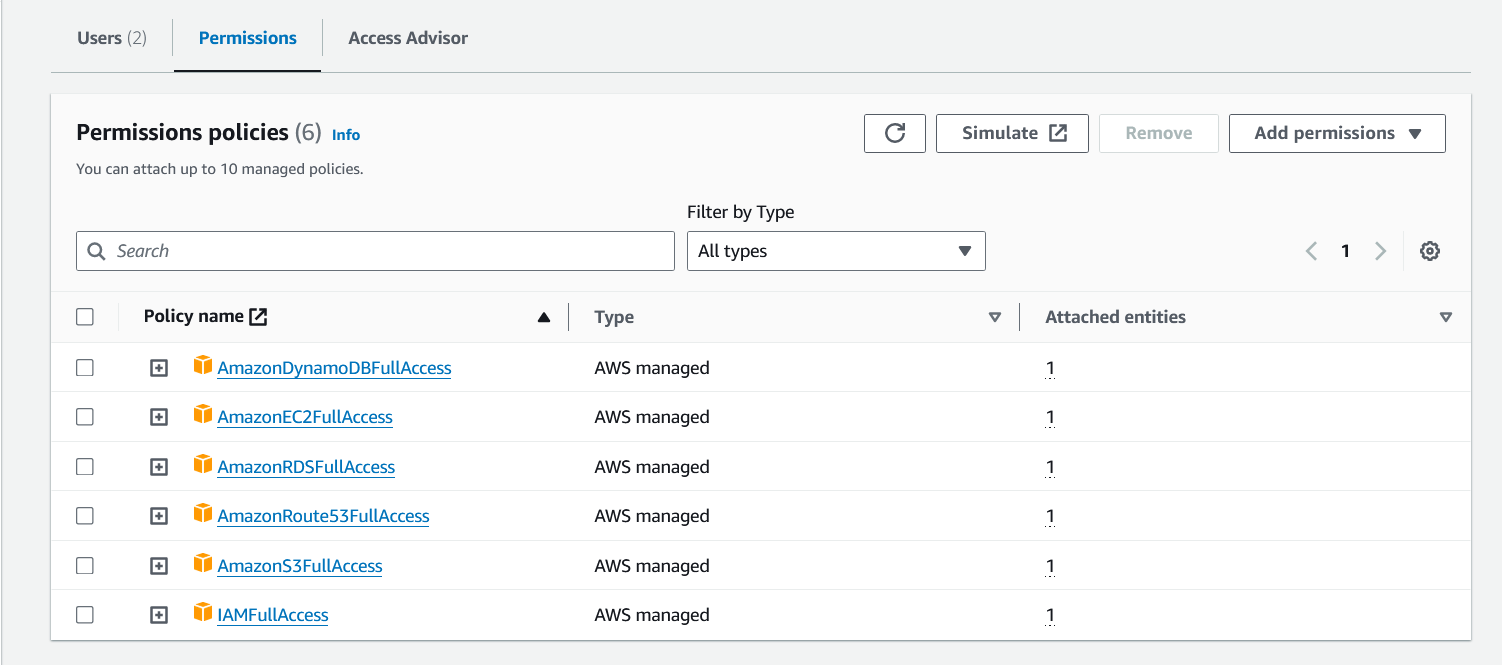 Users (2) Permissions Access Advisor
Permissions policies (6) Info
Simulate Remove Add permissions
You can attach up to 10 managed policies.
Filter by Type
Search All types 1
Policy name Type Attached entities
AmazonDynamoDBFullAccess AWS managed 1
AmazonEC2FullAccess AWS managed 1
AmazonRDSFullAccess AWS managed 1
AmazonRoute53FullAccess AWS managed 1
AmazonS3FullAccess AWS managed 1
IAMFullAccess AWS managed 1